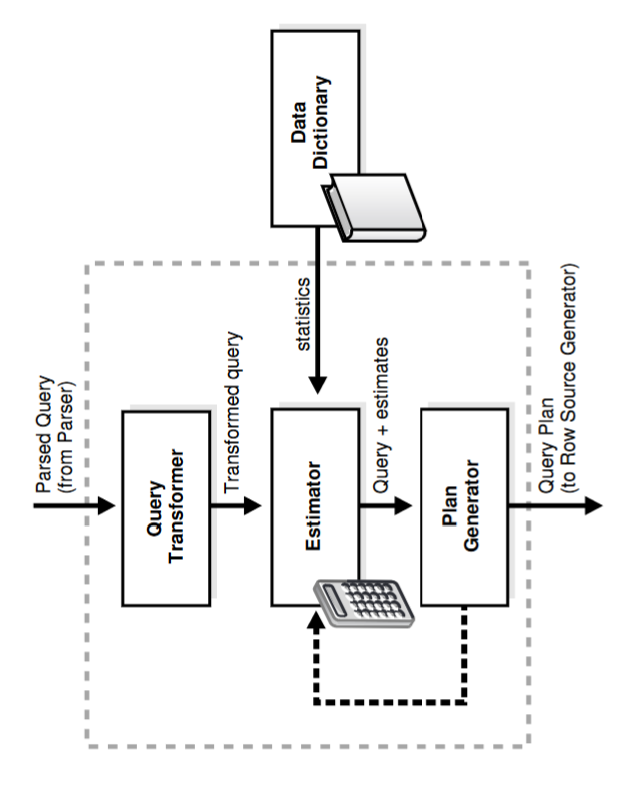 Parsed Query
(from Parser)
Query
Transformer
Transformed query
Data
Dictionary
statistics
Estimator
Query + estimates
Plan
Generator
Query Plan
(to Row Source Generator)